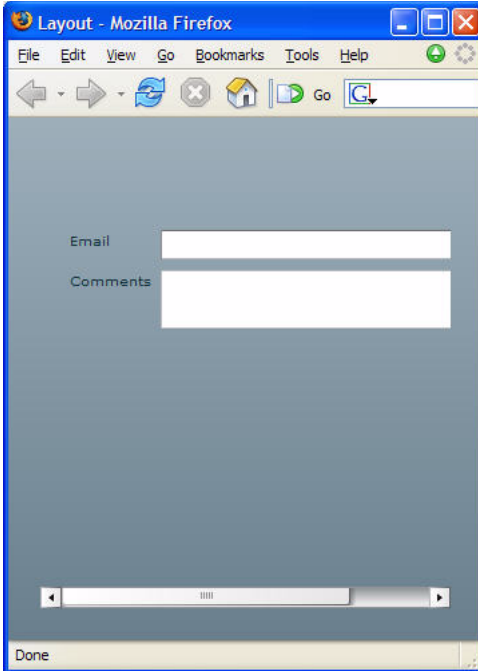 Layout - Mozilla Firefox
File Edit View Go Bookmarks Tools Help
Go G
Email
Comments
Done